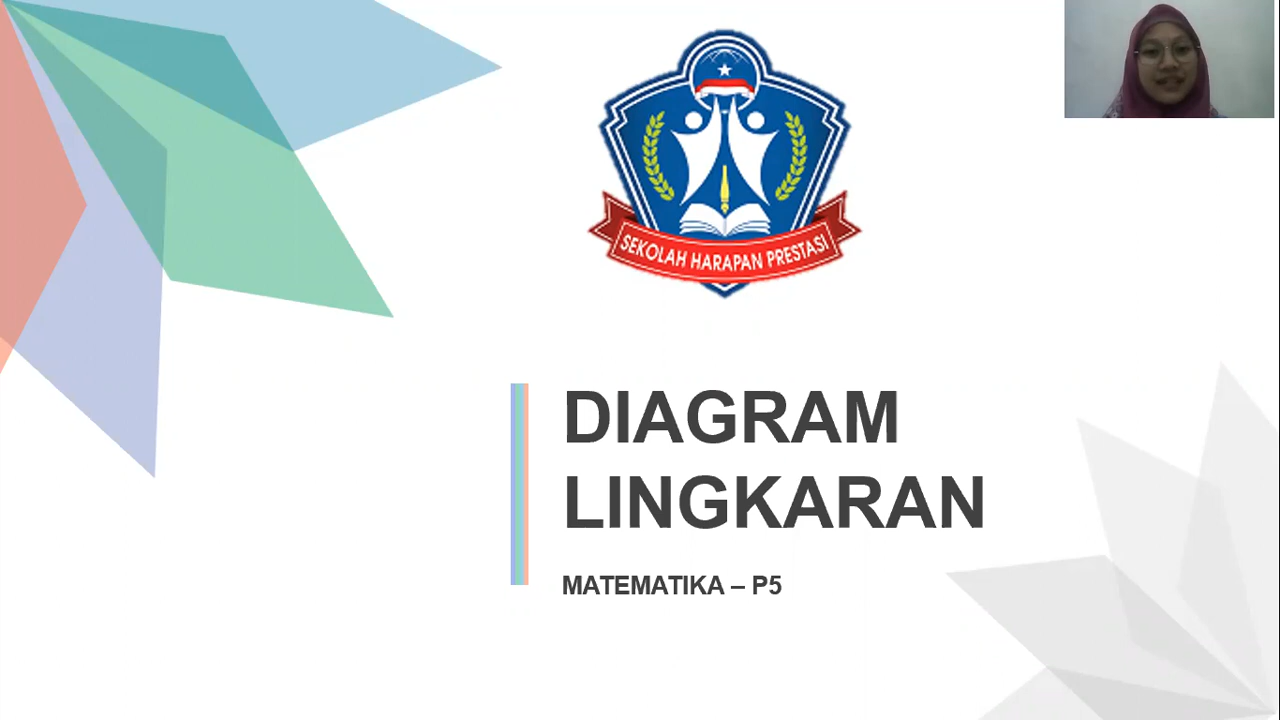 SEKOLAH HARAPAN PRESTASI
DIAGRAM
LINGKARAN
MATEMATIKA – P5